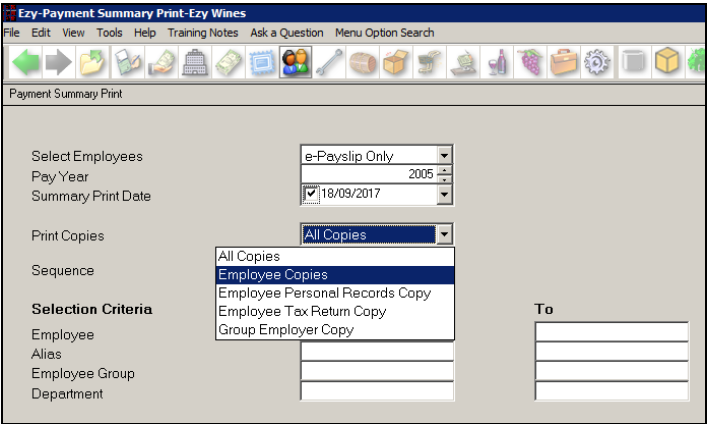 Ezy-Payment Summary Print-Ezy Wines
File Edit View Tools Help Training Notes Ask a Question Menu Option Search
Payment Summary Print
Select Employees e-Payslip Only
Pay Year 2005
Summary Print Date 18/09/2017
Print Copies All Copies
All Copies
Sequence Employee Copies
Employee Personal Records Copy
Selection Criteria Employee Tax Return Copy To
Employee Group Employer Copy
Alias
Employee Group
Department